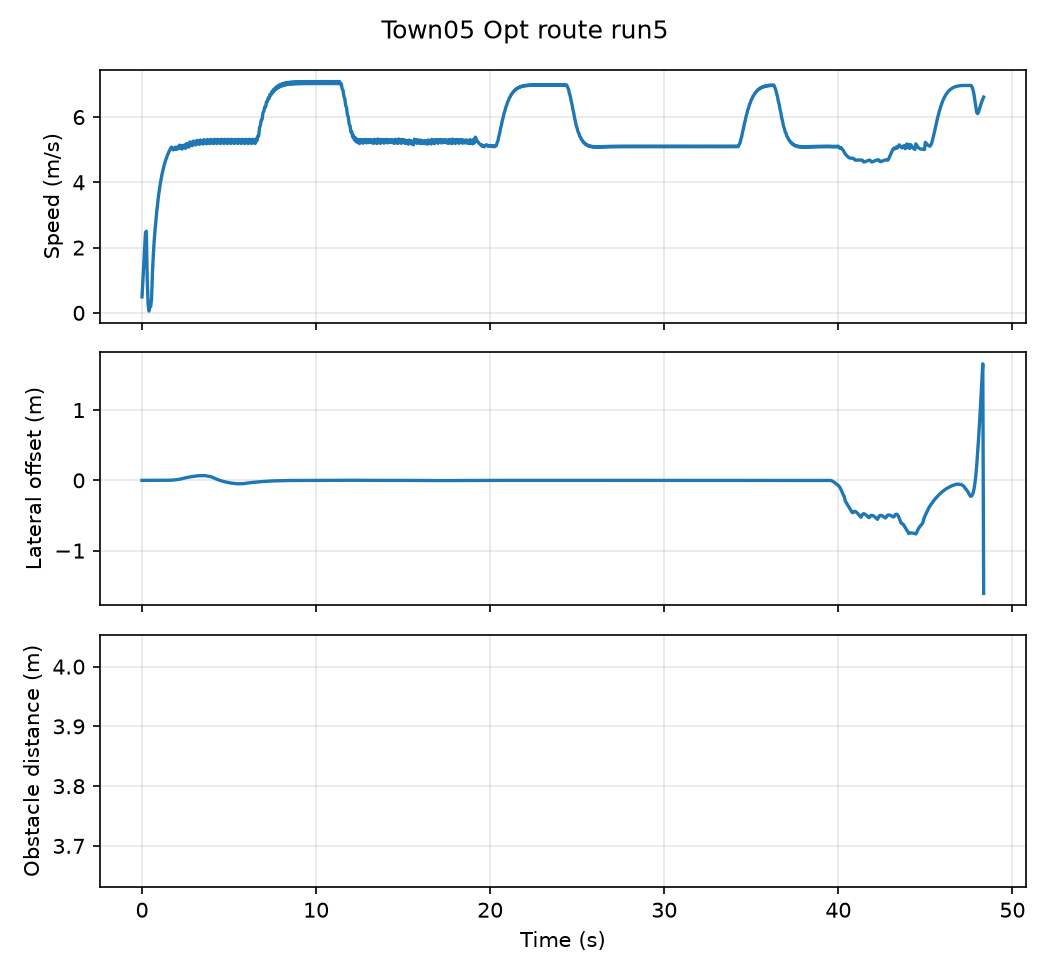 Town05 Opt route run5
Speed (m/s)
6
4
2
0
Lateral offset (m)
1
0
−1
Obstacle distance (m)
4.0
3.9
3.8
3.7
0 10 20 30 40 50
Time (s)